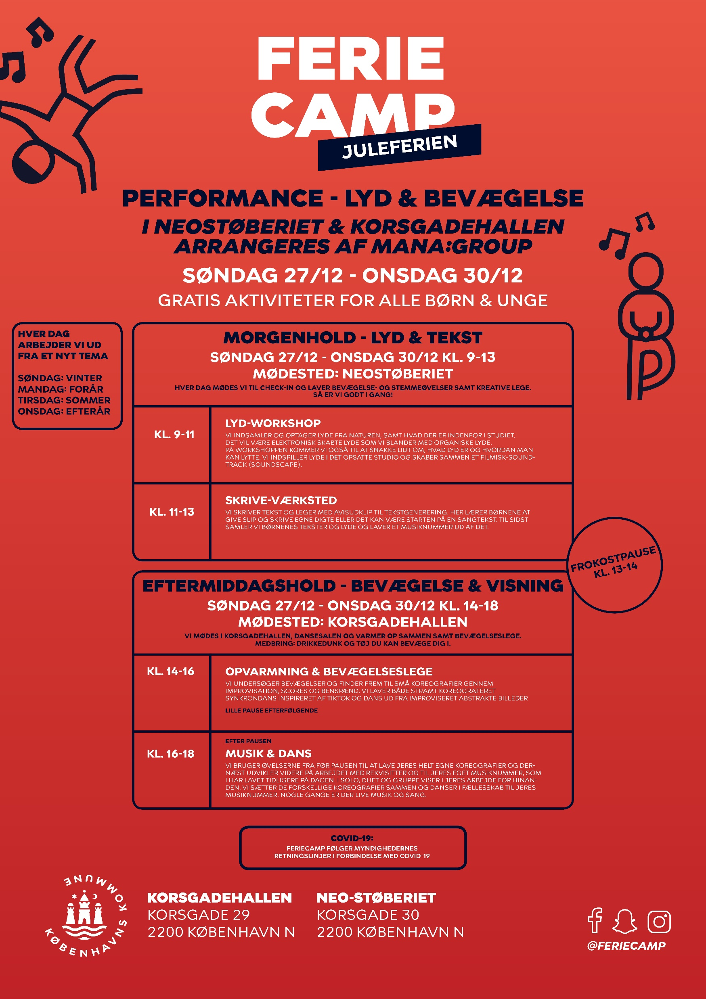 FERIE
CAMP
JULEFERIEN
PERFORMANCE - LYD & BEVÆGELSE
I NEOSTØBERIET & KORSGADEHALLEN
ARRANGERES AF MANA:GROUP
SØNDAG 27/12 - ONSDAG 30/12
GRATIS AKTIVITETER FOR ALLE BØRN & UNGE
HVER DAG
ARBEJDER VI UD
FRA ET NYT TEMA
SØNDAG: VINTER
MANDAG: FORÅR
TIRSDAG: SOMMER
ONSDAG: EFTERÅR
MORGENHOLD - LYD & TEKST
SØNDAG 27/12 - ONSDAG 30/12 KL. 9-13
MØDESTED: NEOSTØBERIET
HVER DAG MØDES VI TIL CHECK-IN OG LAVER BEVÆGELSE- OG STEMMEØVELSER SAMT KREATIVE LEGE.
SÅ ER VI GODT I GANG!
KL. 9-11
LYD-WORKSHOP
VI INDSAMLER OG OPTAGER LYDE FRA NATUREN, SAMT HVAD DER ER INDENFOR I STUDIET.
DET VIL VÆRE ELEKTRONISK SKABTE LYDE SOM VI BLANDER MED ORGANISKE LYDE.
PÅ WORKSHOPPEN KOMMER VI OGSÅ TIL AT SNAKKE LIDT OM, HVAD LYD ER OG HVORDAN MAN
KAN LYTTE. VI INDSPILLER LYDE I DET OPSATTE STUDIO OG SKABER SAMMEN ET FILMISK-SOUND-
TRACK (SOUNDSCAPE).
KL. 11-13
SKRIVE-VÆRKSTED
VI SKRIVER TEKST OG LEGER MED AVISUDKLIP TIL TEKSTGENERERING. HER LÆRER BØRNENE AT
GIVE SLIP OG SKRIVE EGNE DIGTE ELLER DET KAN VÆRE STARTEN PÅ EN SANGTEKST. TIL SIDST
SAMLER VI BØRNENES TEKSTER OG LYDE OG LAVER ET MUSIKNUMMER UD AF DET.
FROKOSTPAUSE
KL. 13-14
EFTERMIDDAGSHOLD - BEVÆGELSE & VISNING
SØNDAG 27/12 - ONSDAG 30/12 KL. 14-18
MØDESTED: KORSGADEHALLEN
VI MØDES I KORSGADEHALLEN, DANSESALEN OG VARMER OP SAMMEN SAMT BEVÆGELSESLEGE.
MEDBRING: DRIKKEDUNK OG TØJ DU KAN BEVÆGE DIG I.
KL. 14-16
OPVARMNING & BEVÆGELSESLEGE
VI UNDERSØGER BEVÆGELSER OG FINDER FREM TIL SMÅ KOREOGRAFIER GENNEM
IMPROVISATION, SCORES OG BENSPÆND. VI LAVER BÅDE STRAMT KOREOGRAFERET
SYNKRONDANS INSPIRERET AF TIKTOK OG DANS UD FRA IMPROVISERET ABSTRAKTE BILLEDER
LILLE PAUSE EFTERFØLGENDE
EFTER PAUSEN
KL. 16-18
MUSIK & DANS
VI BRUGER ØVELSERNE FRA FØR PAUSEN TIL AT LAVE JERES HELT EGNE KOREOGRAFIER OG DER-
NÆST UDVIKLER VIDERE PÅ ARBEJDET MED REKVISITTER OG TIL JERES EGET MUSIKNUMMER, SOM
I HAR LAVET TIDLIGERE PÅ DAGEN. I SOLO, DUET OG GRUPPE VISER I JERES ARBEJDE FOR HINAN-
DEN. VI SÆTTER DE FORSKELLIGE KOREOGRAFIER SAMMEN OG DANSER I FÆLLESSKAB TIL JERES
MUSIKNUMMER. NOGLE GANGE ER DER LIVE MUSIK OG SANG.
COVID-19:
FERIECAMP FØLGER MYNDIGHEDERNES
RETNINGSLINJER I FORBINDELSE MED COVID-19
KØBENHAVNS KOMMUNE
KORSGADEHALLEN
KORSGADE 29
2200 KØBENHAVN N
NEO-STØBERIET
KORSGADE 30
2200 KØBENHAVN N
@FERIECAMP